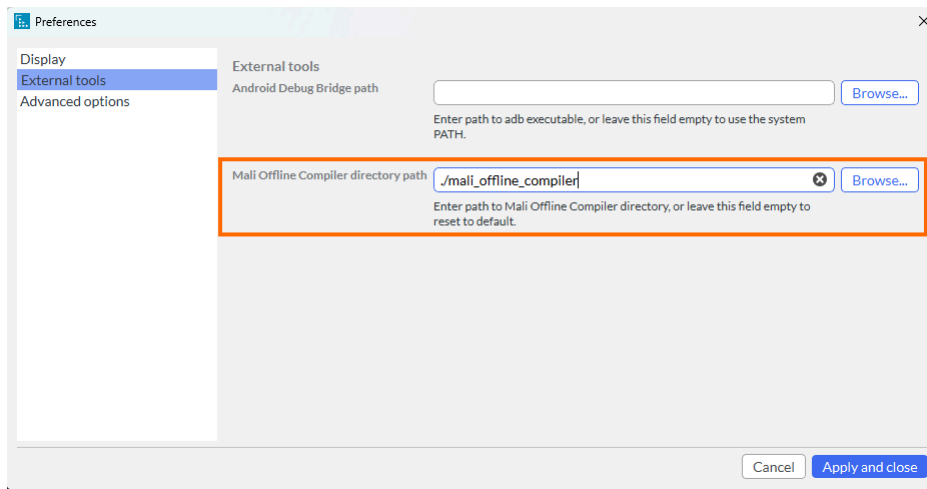 Preferences
Display
External tools
Advanced options
External tools
Android Debug Bridge path
Browse...
Enter path to adb executable, or leave this field empty to use the system
PATH.
Mali Offline Compiler directory path
./mali_offline_compiler
Browse...
Enter path to Mali Offline Compiler directory, or leave this field empty to
reset to default.
Cancel
Apply and close